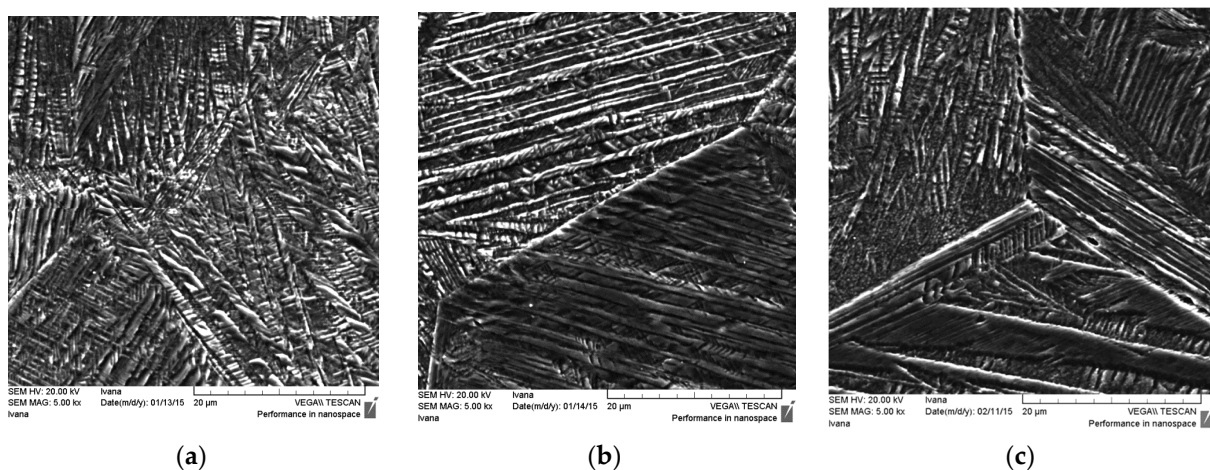 SEM HV: 20.00 kV Ivana
SEM MAG: 5.00 kx Date(m/d/y): 01/13/15 20 µm VEGA\\ TESCAN
Ivana Performance in nanospace
SEM HV: 20.00 kV Ivana
SEM MAG: 5.00 kx Date(m/d/y): 01/14/15 20 µm VEGA\\ TESCAN
Ivana Performance in nanospace
SEM HV: 20.00 kV Ivana
SEM MAG: 5.00 kx Date(m/d/y): 02/11/15 20 µm VEGA\\ TESCAN
Ivana Performance in nanospace
(a) (b) (c)